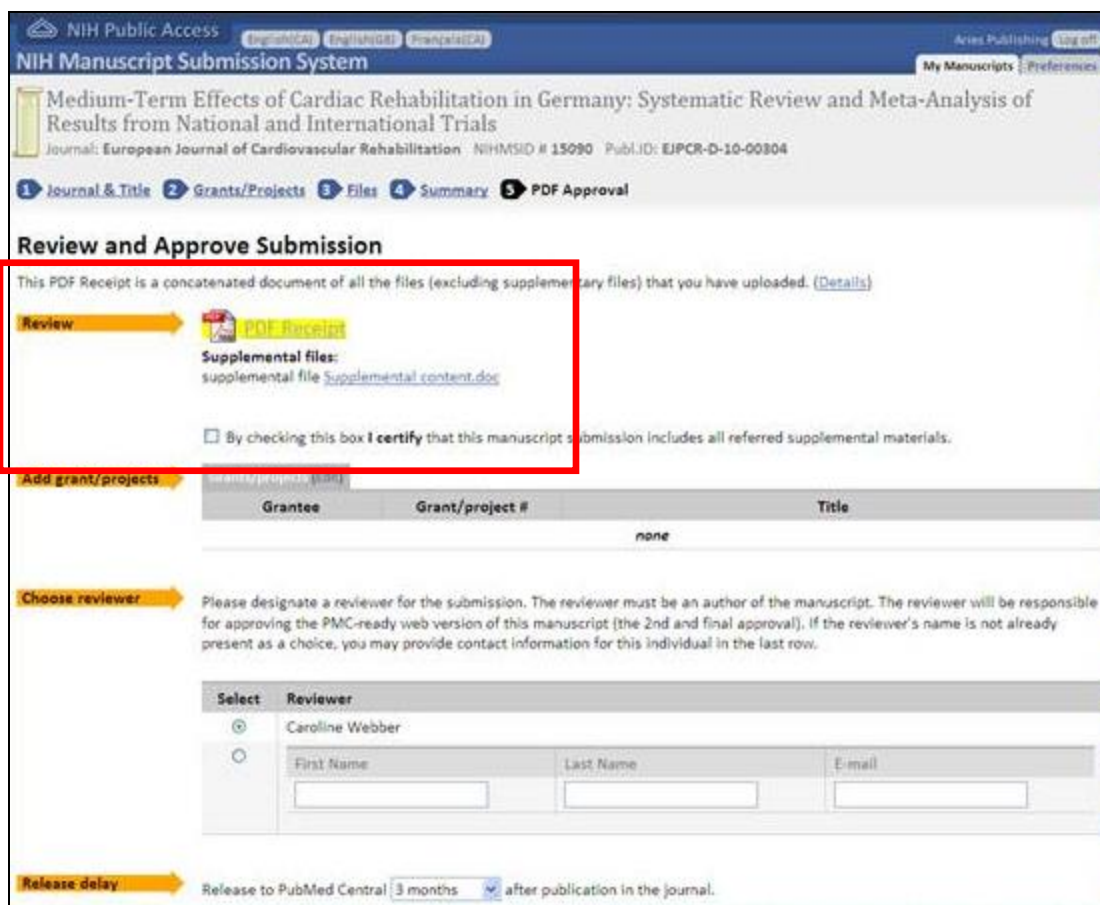 NIH Public Access English(CA) English(GB) Français(CA)
Aries Publishing Log off
NIH Manuscript Submission System
My Manuscripts Preferences
Medium-Term Effects of Cardiac Rehabilitation in Germany: Systematic Review and Meta-Analysis of
Results from National and International Trials
Journal: European Journal of Cardiovascular Rehabilitation NIHMSID # 15090 Publ.ID: EJPCR-D-10-00304
1 Journal & Title 2 Grants/Projects 3 Files 4 Summary 5 PDF Approval
Review and Approve Submission
This PDF Receipt is a concatenated document of all the files (excluding supplementary files) that you have uploaded. (Details)
Review
PDF Receipt
Supplemental files:
supplemental file Supplemental content.doc
By checking this box I certify that this manuscript submission includes all referred supplemental materials.
Add grant/projects
Grants/projects (Edit)
Grantee Grant/project # Title
none
Choose reviewer
Please designate a reviewer for the submission. The reviewer must be an author of the manuscript. The reviewer will be responsible
for approving the PMC-ready web version of this manuscript (the 2nd and final approval). If the reviewer's name is not already
present as a choice, you may provide contact information for this individual in the last row.
Select Reviewer
Caroline Webber
First Name Last Name E-mail
Release delay
Release to PubMed Central 3 months after publication in the journal.